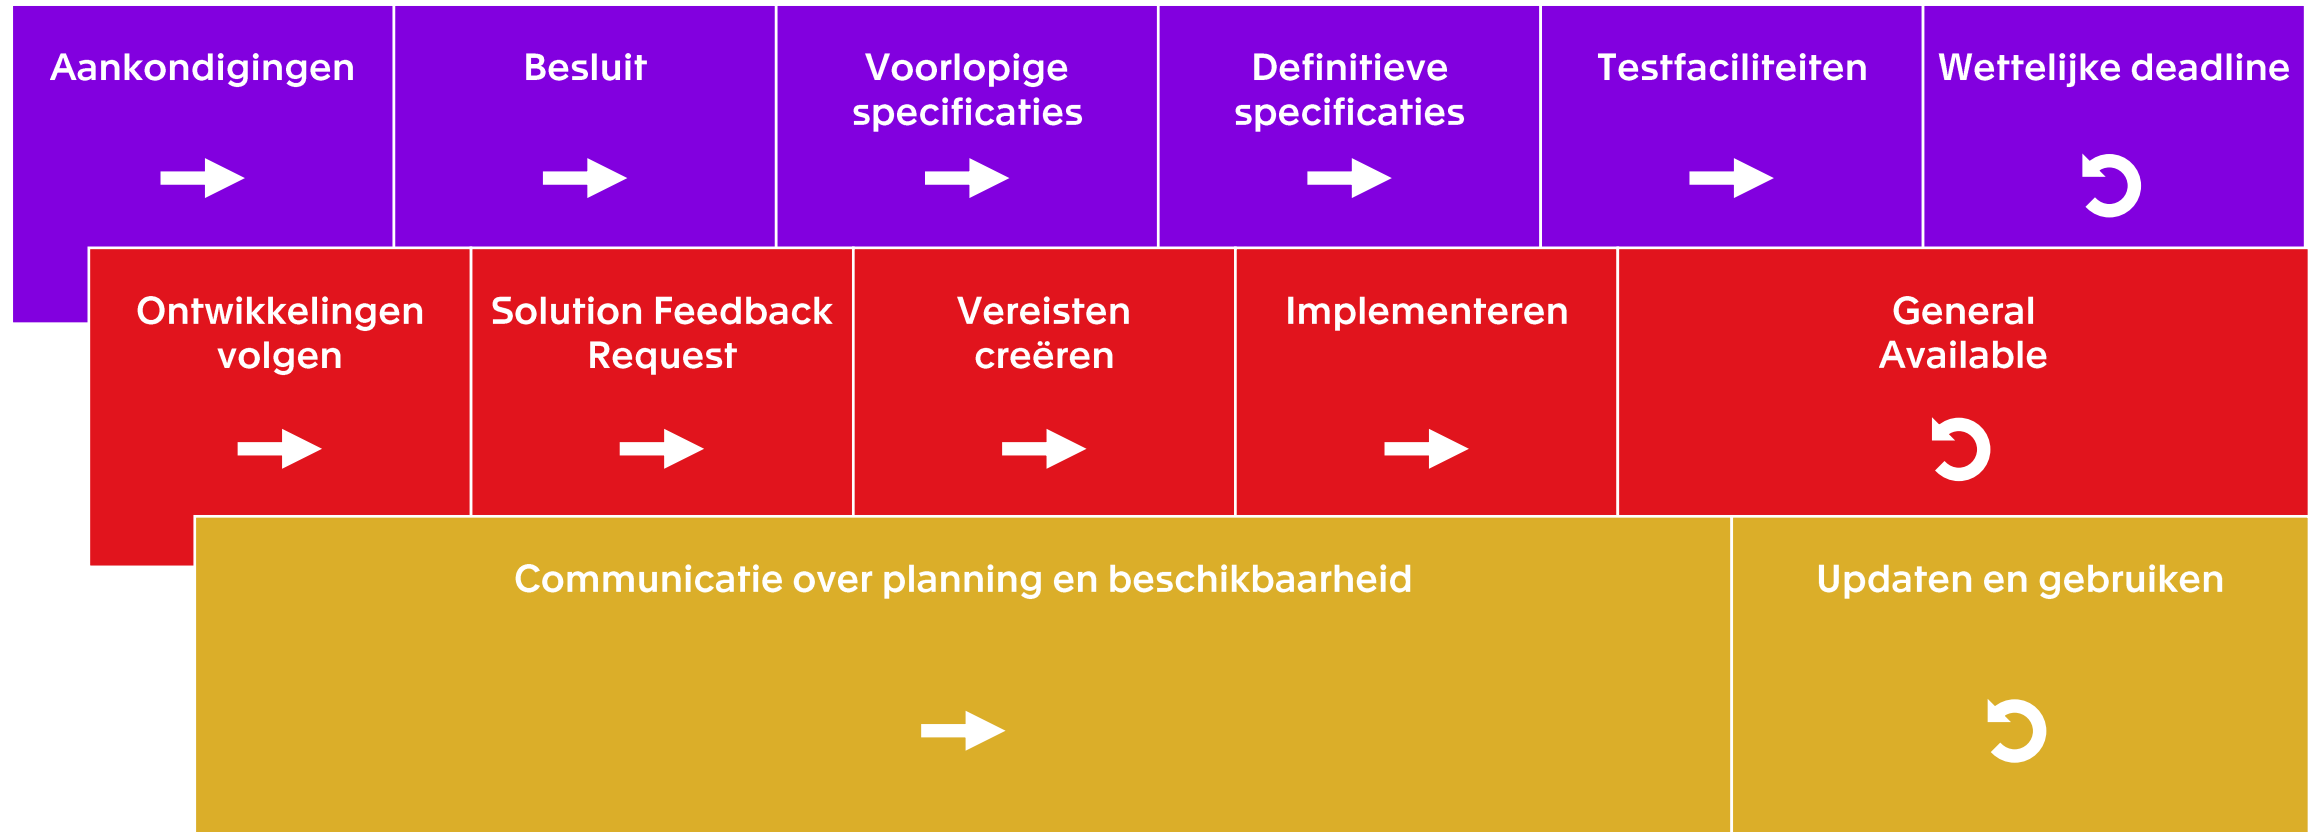 Aankondigingen
Besluit
Voorlopige
specificaties
Definitieve
specificaties
Testfaciliteiten
Wettelijke deadline
Ontwikkelingen
volgen
Solution Feedback
Request
Vereisten
creëren
Implementeren
General
Available
Communicatie over planning en beschikbaarheid
Updaten en gebruiken